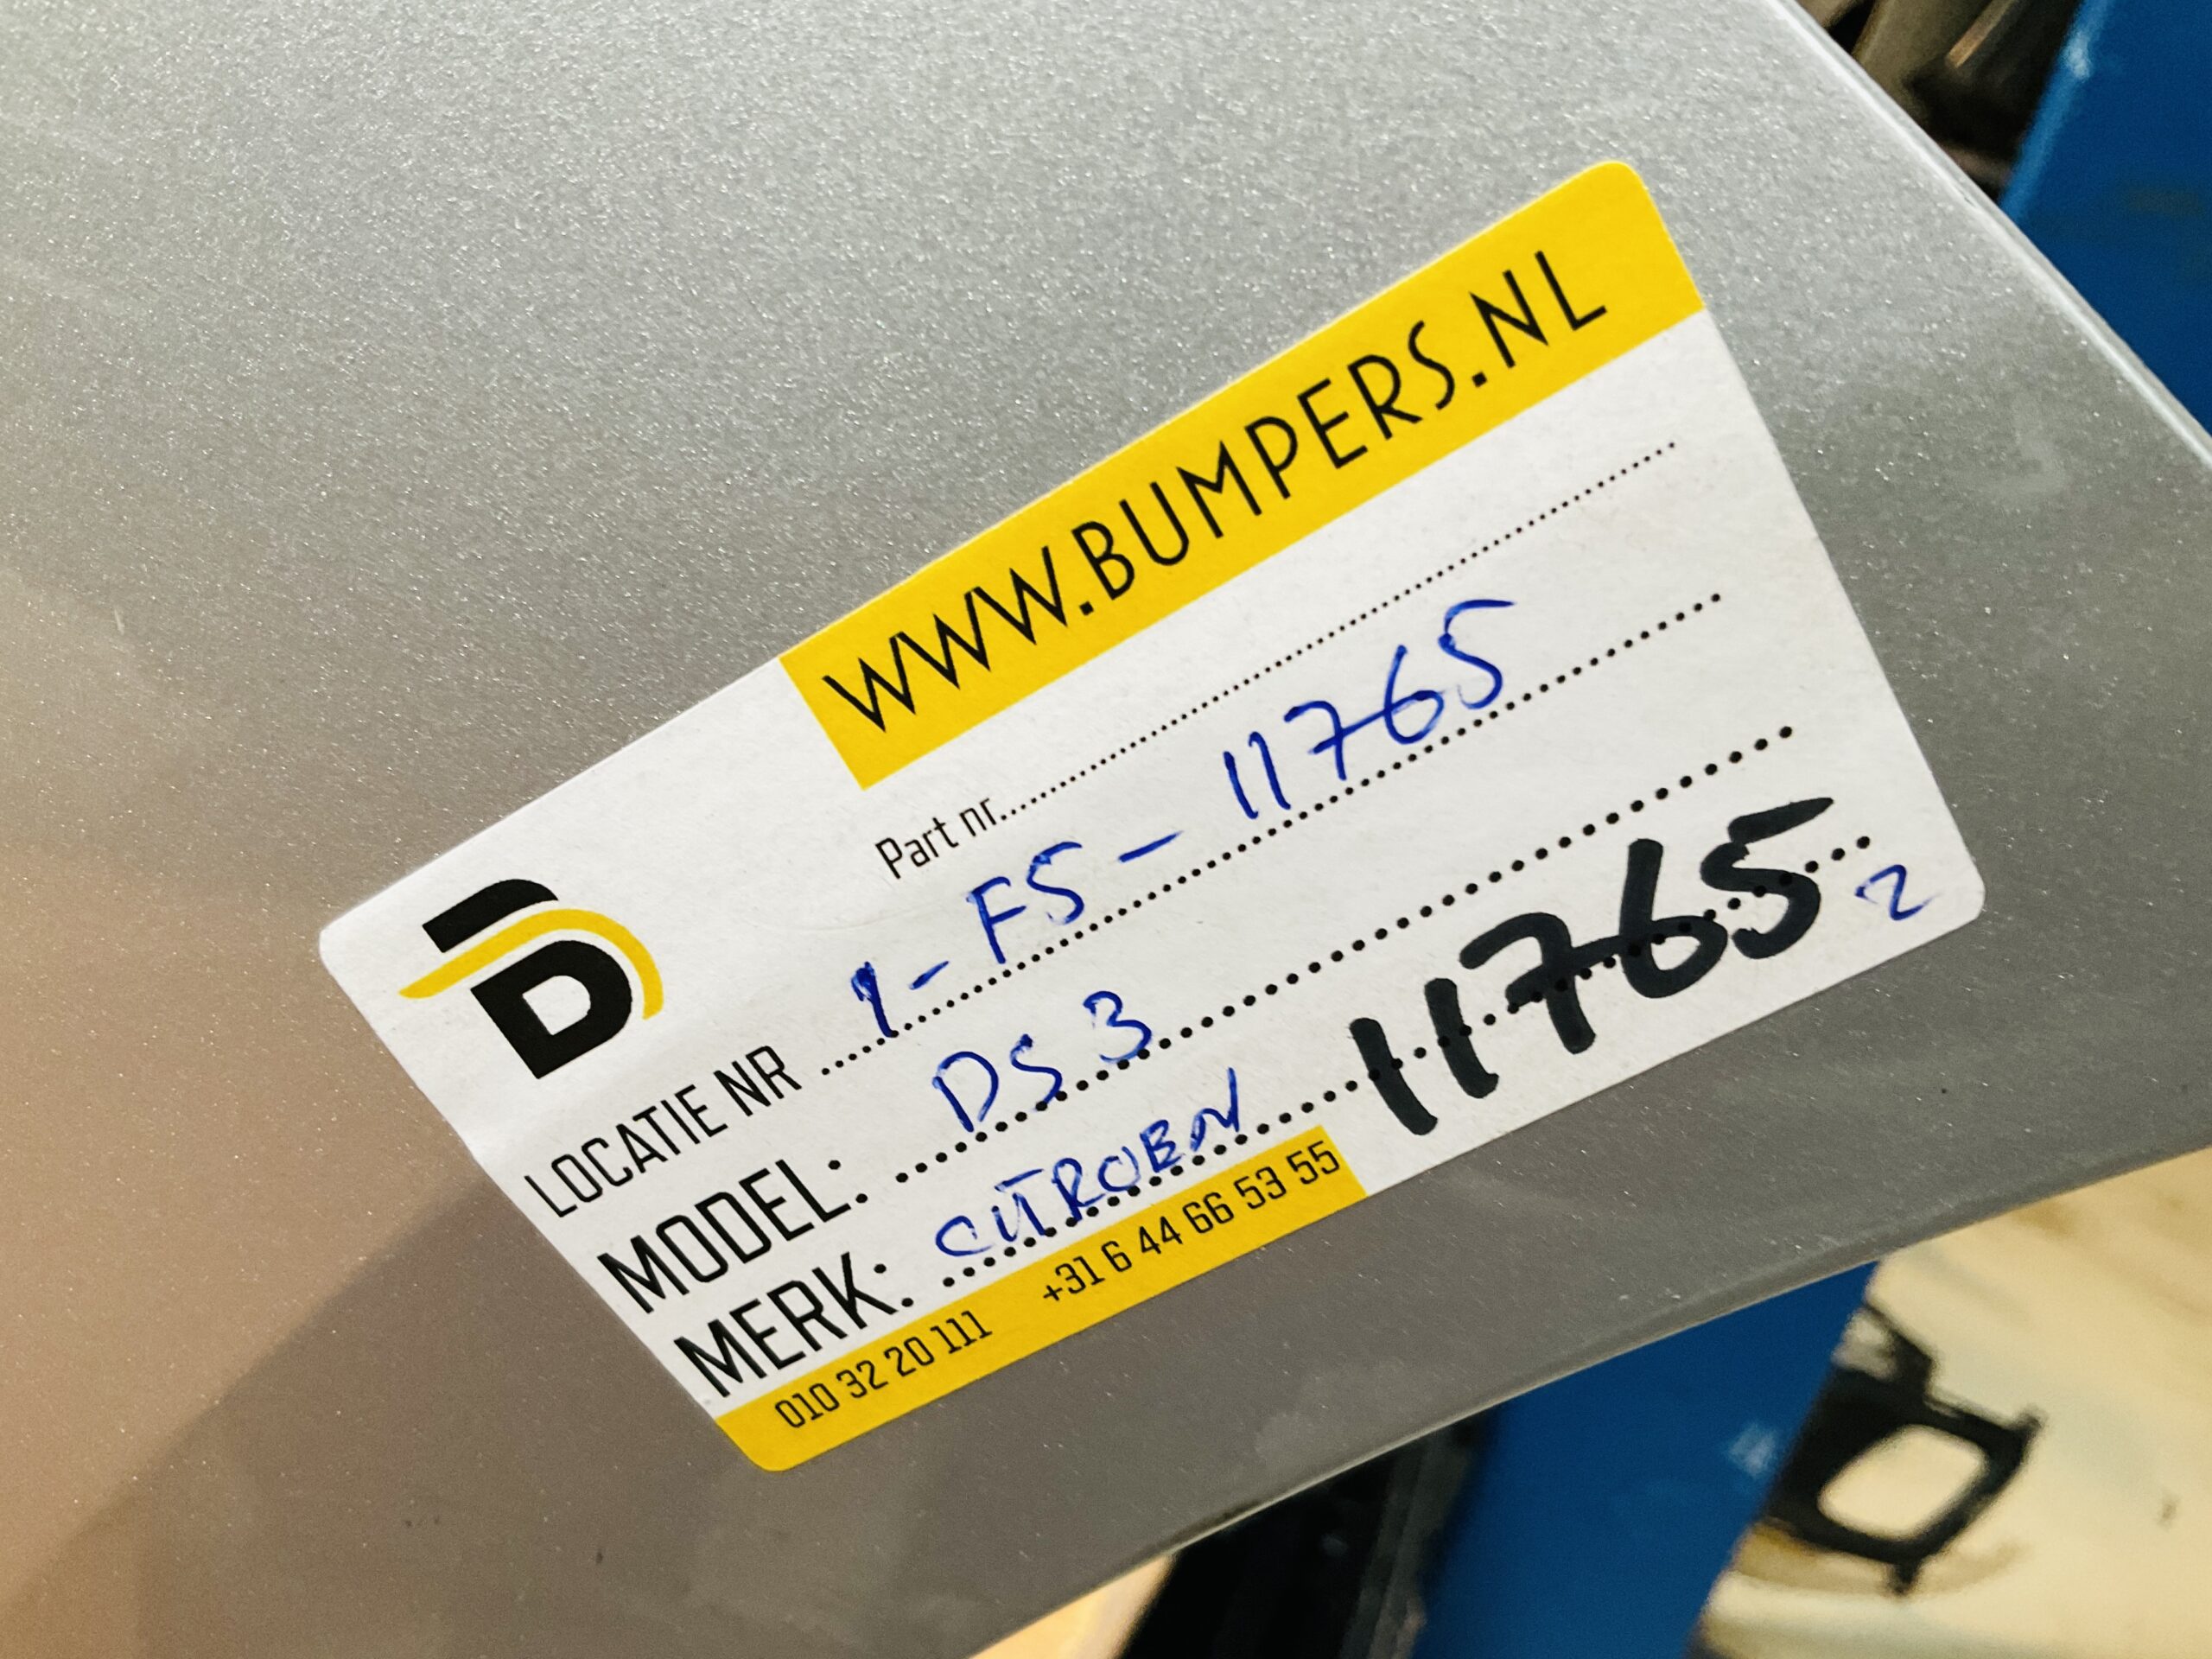 WWW.BUMPERS.NL
Part nr....................
LOCATIE NR ..... 1-FS-11765
MODEL: DS 3
MERK: CITROEN 11765 2
010 32 20 111 +31 6 44 66 53 55